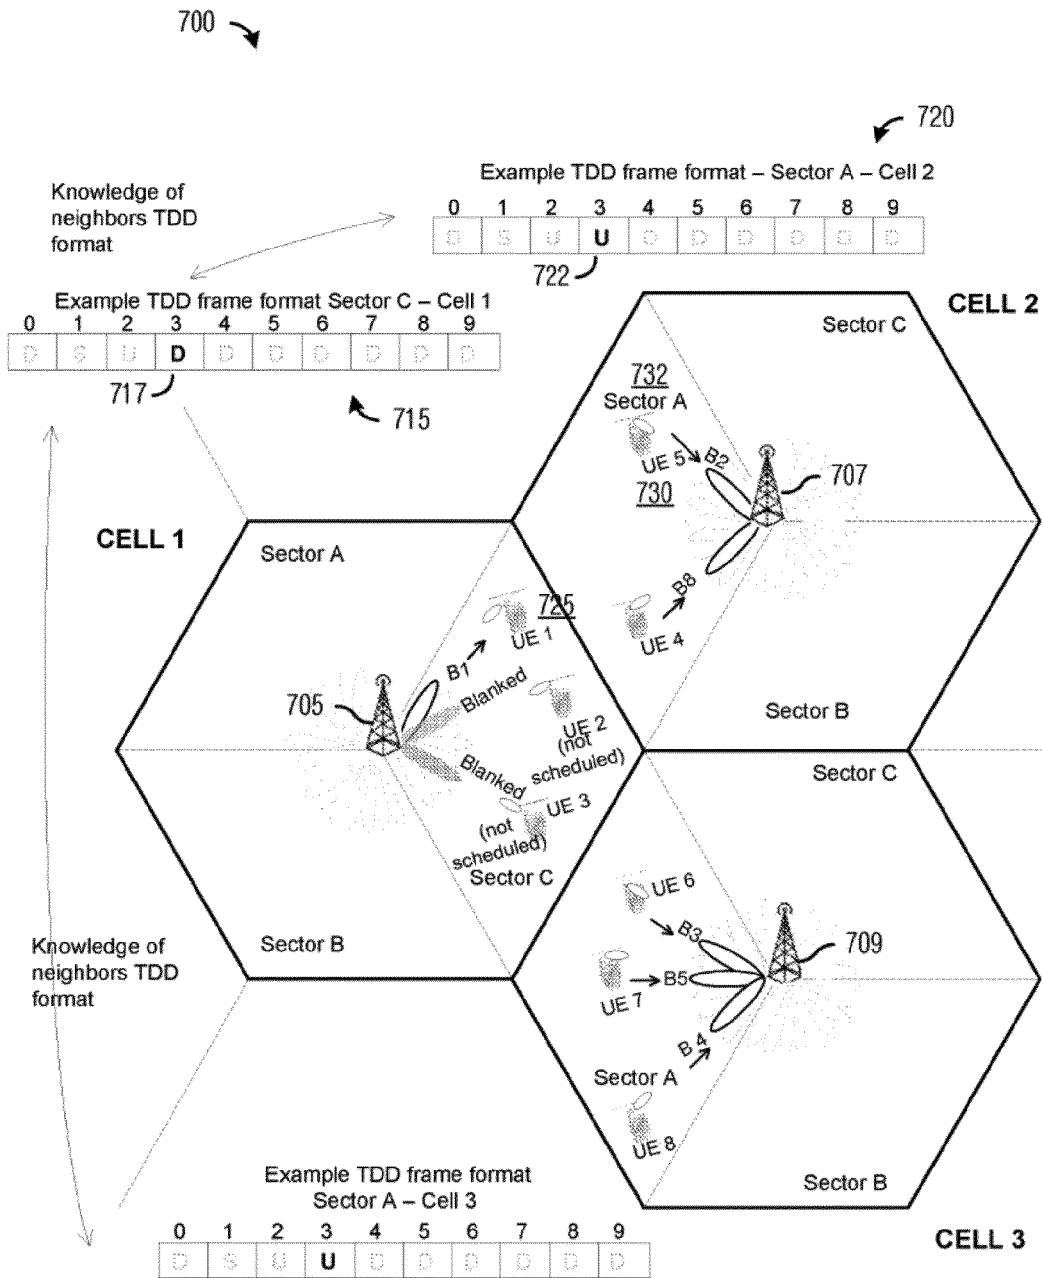 700
720
Example TDD frame format – Sector A – Cell 2
0 1 2 3 4 5 6 7 8 9
D S U U D D D D D D
722
Knowledge of
neighbors TDD
format
Example TDD frame format Sector C – Cell 1
0 1 2 3 4 5 6 7 8 9
D S U D D D D D D D
717
715
CELL 2
Sector C
732
Sector A
UE 5
B2
730
707
B8
UE 4
Sector B
CELL 1
Sector A
725
UE 1
B1
Blanked
705
UE 2
(not
scheduled)
Blanked
UE 3
(not
scheduled)
Sector C
Sector B
Sector C
UE 6
B3
709
UE 7
B5
B 4
Sector A
UE 8
Sector B
CELL 3
Knowledge of
neighbors TDD
format
Example TDD frame format
Sector A – Cell 3
0 1 2 3 4 5 6 7 8 9
D S U U D D D D D D